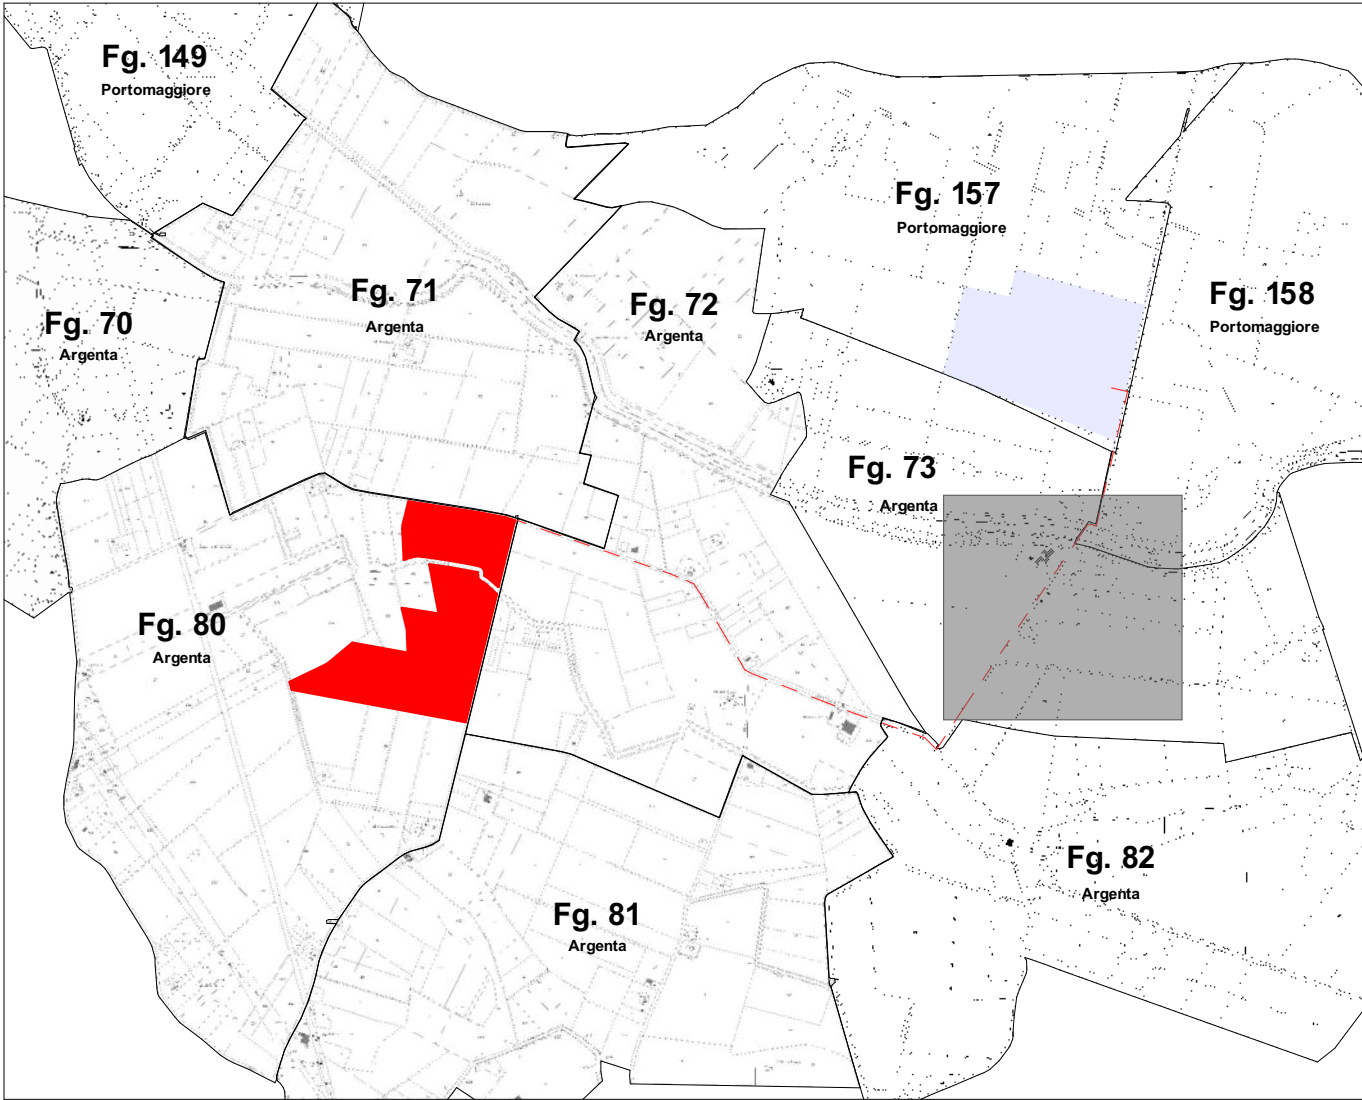 Fg. 149
Portomaggiore
Fg. 157
Portomaggiore
Fg. 71
Argenta
Fg. 72
Argenta
Fg. 158
Portomaggiore
Fg. 70
Argenta
Fg. 73
Argenta
Fg. 80
Argenta
Fg. 82
Argenta
Fg. 81
Argenta